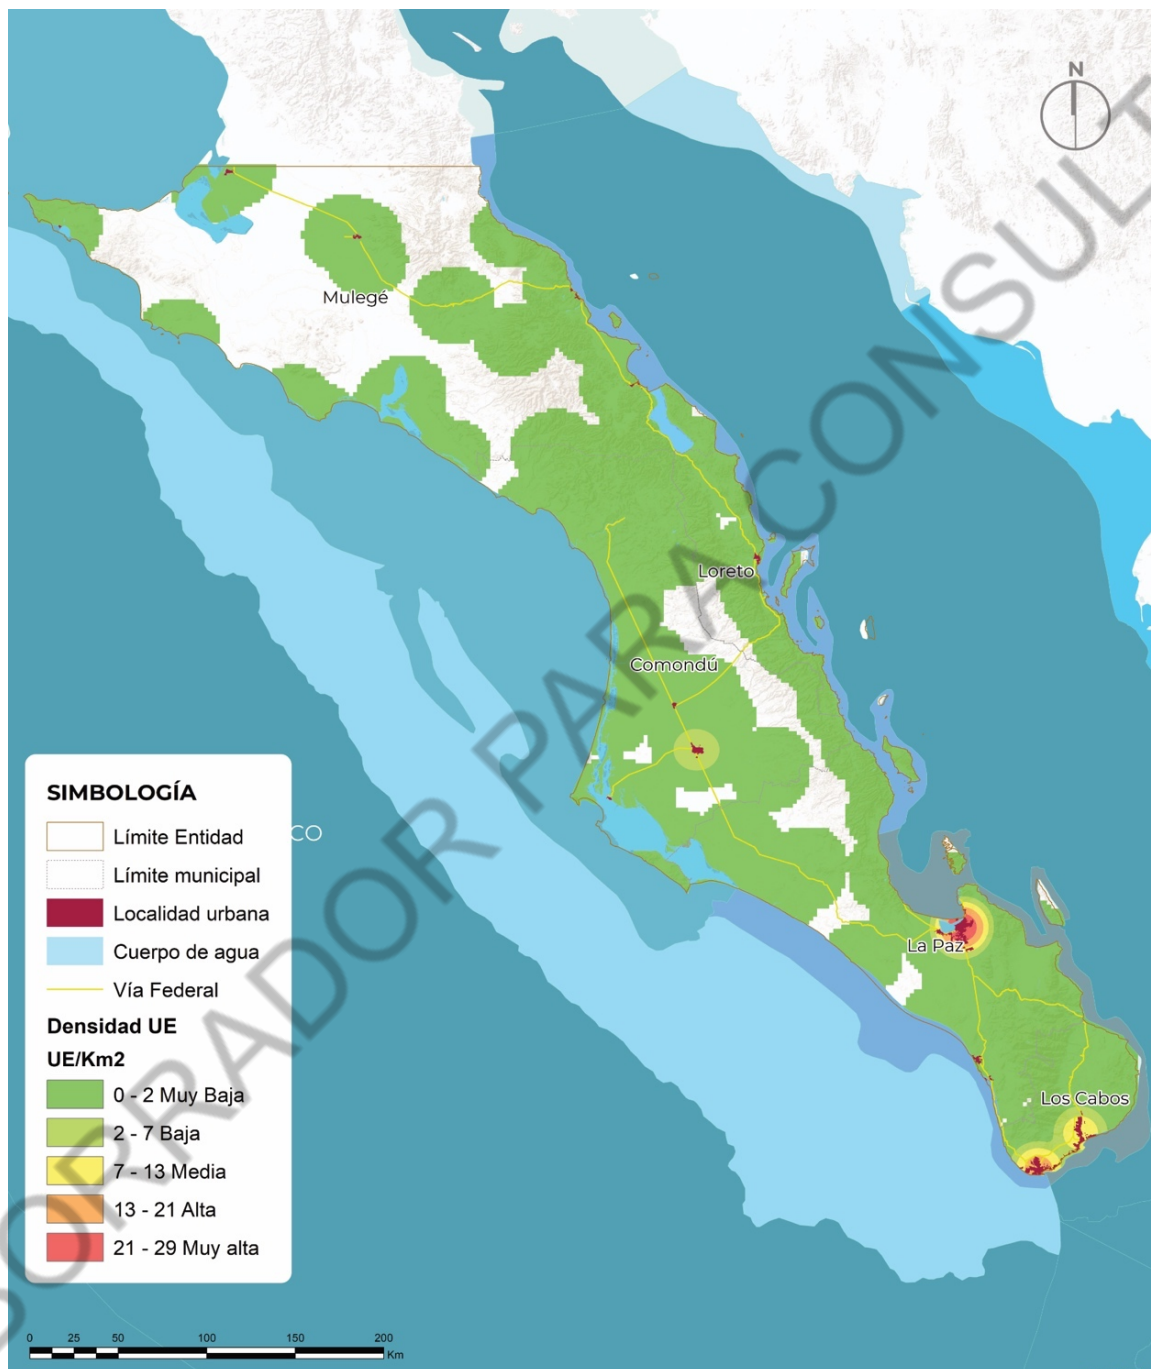 N
Mulegé
Loreto
Comondú
La Paz
Los Cabos
CO
SIMBOLOGÍA
Límite Entidad
Límite municipal
Localidad urbana
Cuerpo de agua
Vía Federal
Densidad UE
UE/Km2
0 - 2 Muy Baja
2 - 7 Baja
7 - 13 Media
13 - 21 Alta
21 - 29 Muy alta
0 25 50 100 150 200
Km
BORRADOR PARA CONSULT